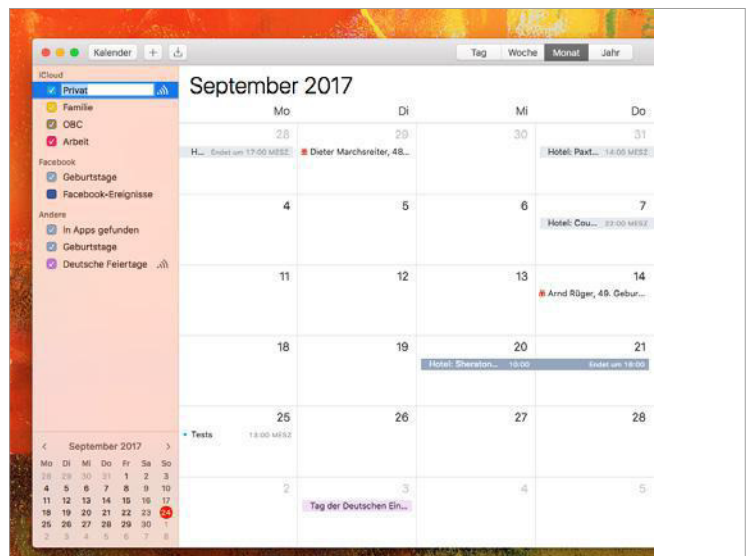 Kalender + Tag Woche Monat Jahr
iCloud
Privat
Familie
OBC
Arbeit
Facebook
Geburtstage
Facebook-Ereignisse
Andere
In Apps gefunden
Geburtstage
Deutsche Feiertage
September 2017
Mo Di Mi Do
28 29 30 31
H... Endet um 17:00 MESZ Dieter Marchsreiter, 48... Hotel: Paxt... 14:00 MESZ
4 5 6 7
Hotel: Cou... 22:00 MESZ
11 12 13 14
Arnd Rüger, 49. Gebur...
18 19 20 21
Hotel: Sheraton... 10:00 Endet um 18:00
25 26 27 28
Tests 13:00 MESZ
2 3 4 5
Tag der Deutschen Ein...
< September 2017 >
Mo Di Mi Do Fr Sa So
28 29 30 31 1 2 3
4 5 6 7 8 9 10
11 12 13 14 15 16 17
18 19 20 21 22 23 24
25 26 27 28 29 30 1
2 3 4 5 6 7 8